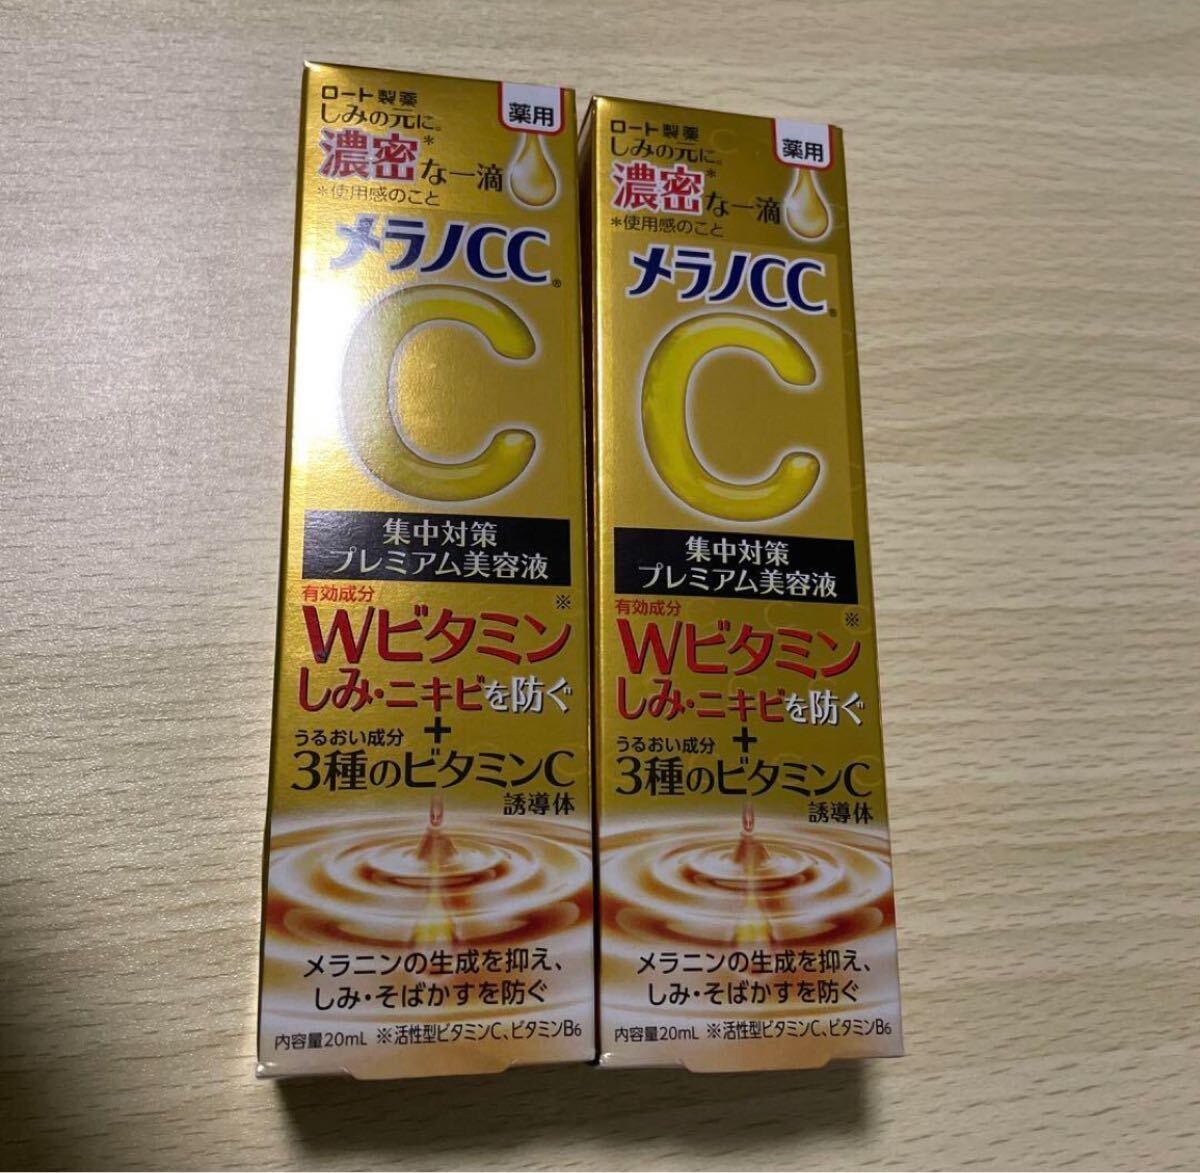 ロート製薬
薬用
しみの元に。
濃密*な一滴
*使用感のこと
メラノCC®
C
集中対策
プレミアム美容液
有効成分
Wビタミン※
しみ・ニキビを防ぐ
+
うるおい成分
3種のビタミンC
誘導体
メラニンの生成を抑え、
しみ・そばかすを防ぐ
内容量20mL ※活性型ビタミンC、ビタミンB6
ロート製薬
薬用
しみの元に。
濃密*な一滴
*使用感のこと
メラノCC®
C
集中対策
プレミアム美容液
有効成分
Wビタミン※
しみ・ニキビを防ぐ
+
うるおい成分
3種のビタミンC
誘導体
メラニンの生成を抑え、
しみ・そばかすを防ぐ
内容量20mL ※活性型ビタミンC、ビタミンB6